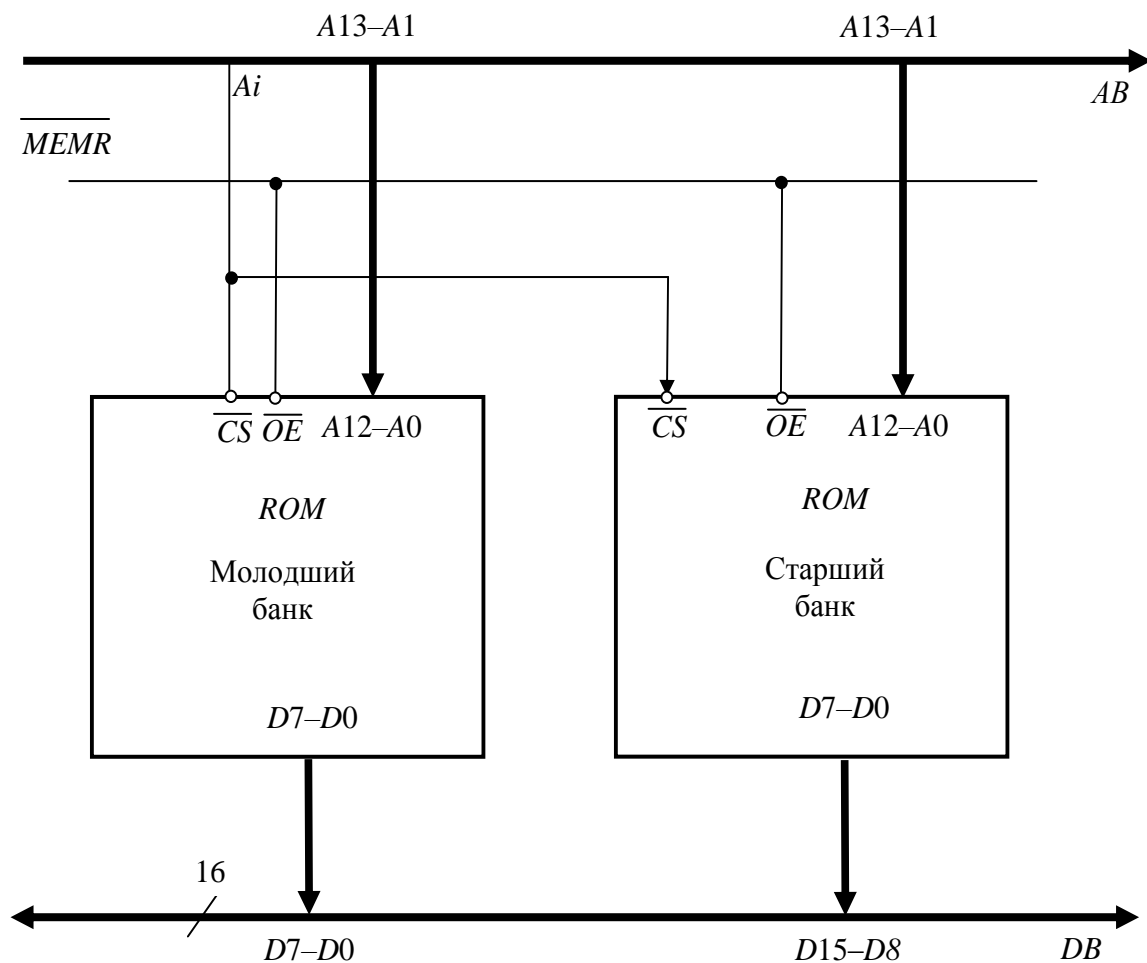 A13–A1 A13–A1
Ai AB
MEMR
CS OE A12–A0 CS OE A12–A0
ROM ROM
Молодший
банк
Старший
банк
D7–D0 D7–D0
16
D7–D0 D15–D8 DB